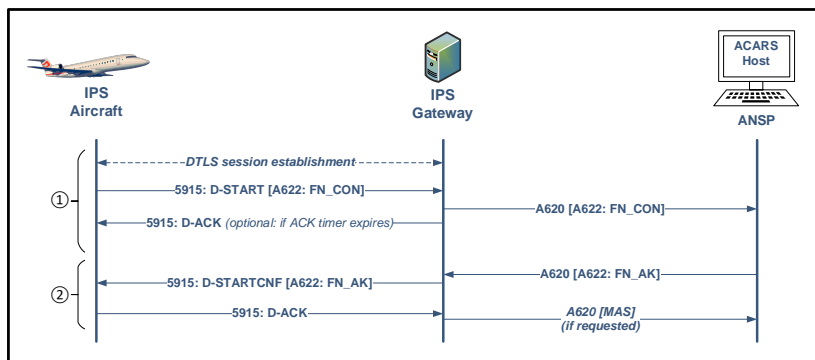 ACARS
Host
IPS
Aircraft
IPS
Gateway
ANSP
DTLS session establishment
①
5915: D-START [A622: FN_CON]
A620 [A622: FN_CON]
5915: D-ACK (optional: if ACK timer expires)
A620 [A622: FN_AK]
②
5915: D-STARTCNF [A622: FN_AK]
5915: D-ACK
A620 [MAS]
(if requested)